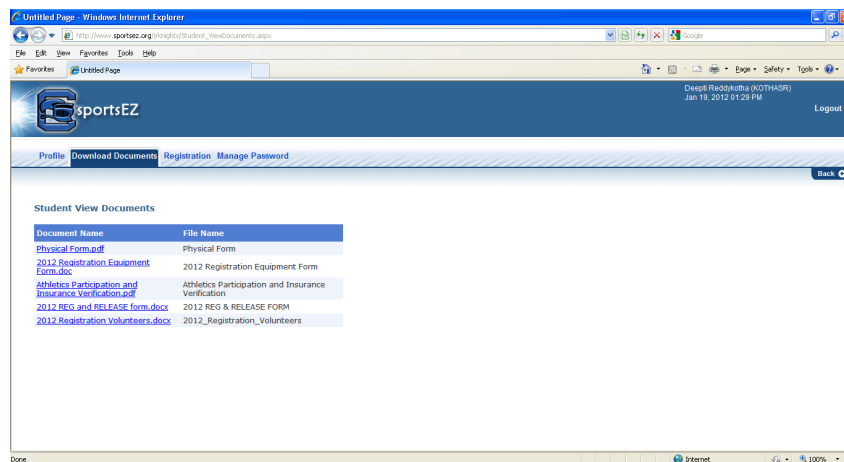 Untitled Page - Windows Internet Explorer
http://www.sportsez.org/jrknights/Student_ViewDocuments.aspx
Google
File Edit View Favorites Tools Help
Favorites Untitled Page
Page Safety Tools
Deepti Reddykotha (KOTHASR)
Jan 19, 2012 01:29 PM
Logout
sportsEZ
Profile Download Documents Registration Manage Password
Back
Student View Documents
Document Name File Name
Physical Form.pdf Physical Form
2012 Registration Equipment
Form.doc
2012 Registration Equipment Form
Athletics Participation and
Insurance Verification.pdf
Athletics Participation and Insurance
Verification
2012 REG and RELEASE form.docx 2012 REG & RELEASE FORM
2012 Registration Volunteers.docx 2012_Registration_Volunteers
Done Internet 100%